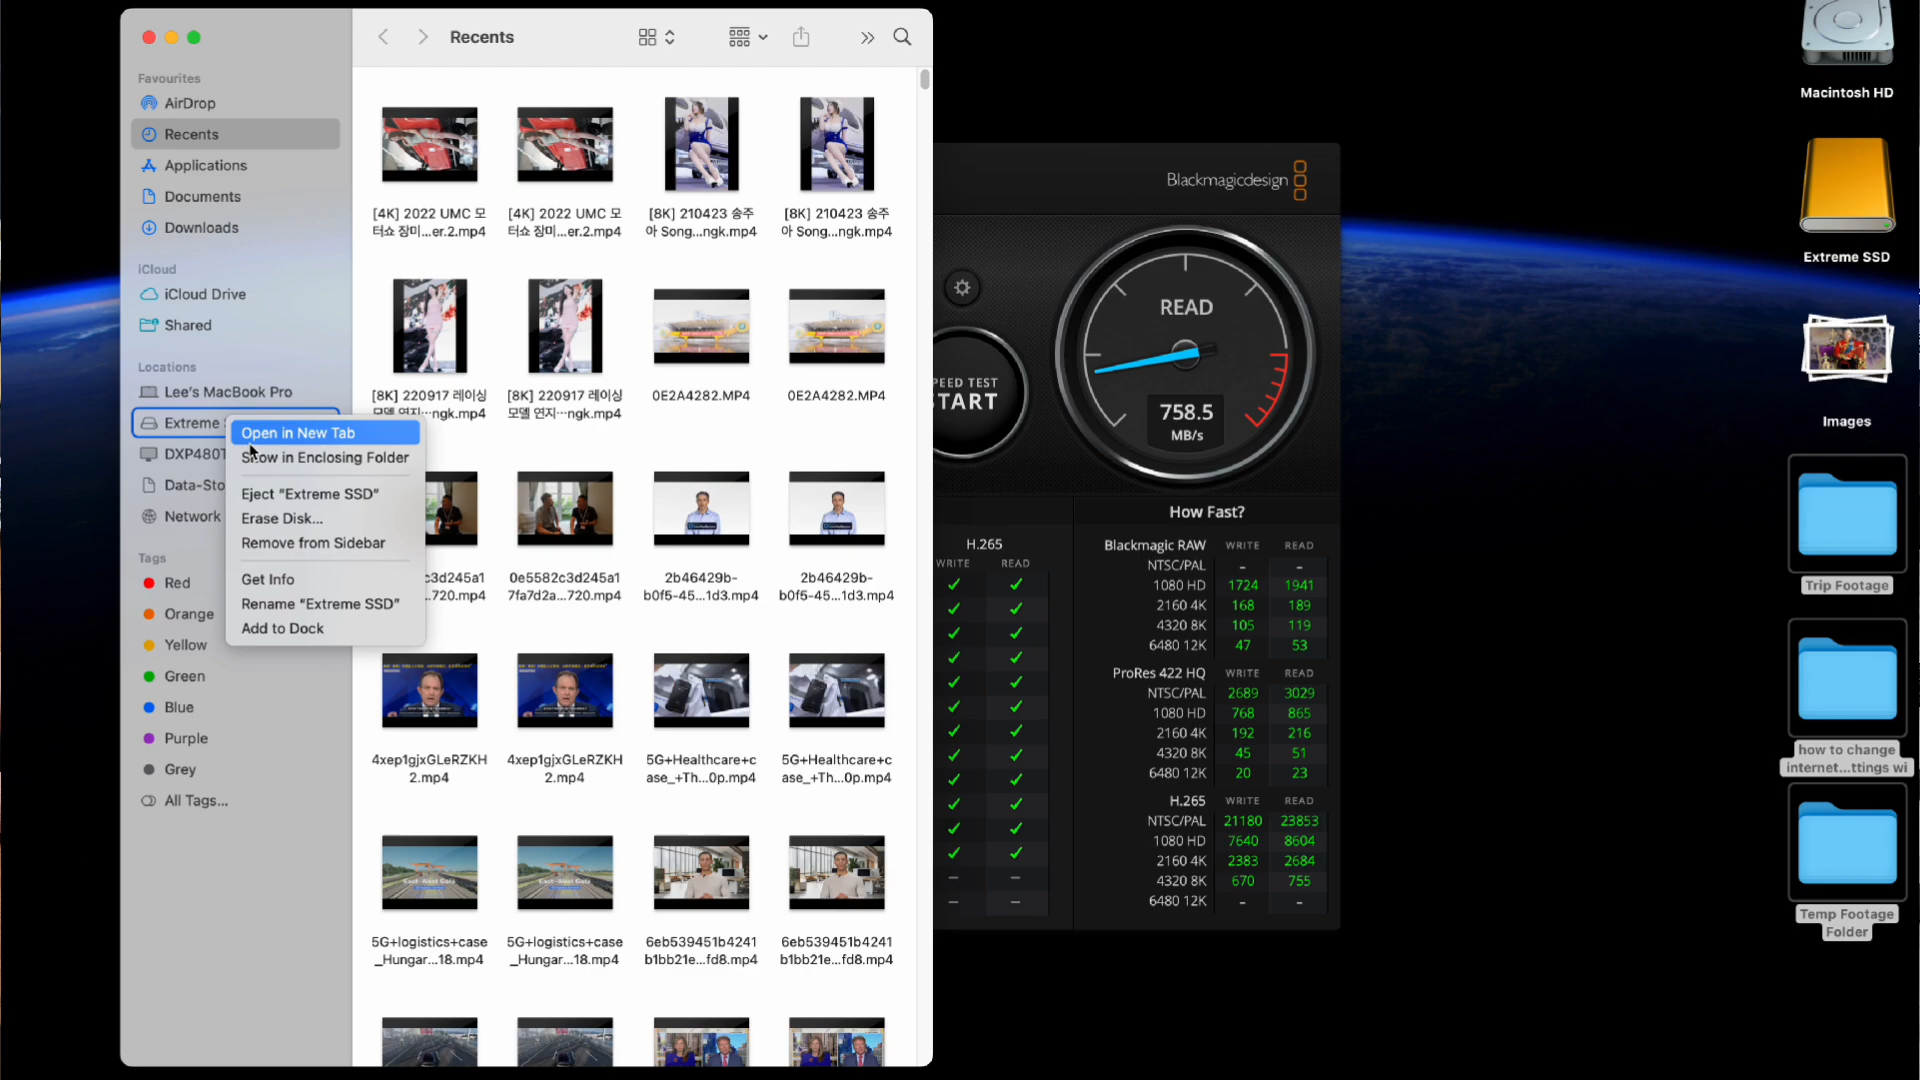 Recents
Favourites
AirDrop
Recents
Applications
Documents
Downloads
iCloud
iCloud Drive
Shared
Locations
Lee's MacBook Pro
Extreme
DXP480T
Data-Sto
Network
Tags
Red
Orange
Yellow
Green
Blue
Purple
Grey
All Tags...
Open in New Tab
Show in Enclosing Folder
Eject "Extreme SSD"
Erase Disk...
Remove from Sidebar
Get Info
Rename "Extreme SSD"
Add to Dock
[4K] 2022 UMC 모
터쇼 장미...er.2.mp4
[4K] 2022 UMC 모
터쇼 장미...er.2.mp4
[8K] 210423 송주
아 Song...ngk.mp4
[8K] 210423 송주
아 Song...ngk.mp4
[8K] 220917 레이싱
모델 연지...ngk.mp4
[8K] 220917 레이싱
모델 연지...ngk.mp4
0E2A4282.MP4
0E2A4282.MP4
c3d245a1
...720.mp4
0e5582c3d245a1
7fa7d2a...720.mp4
2b46429b-
b0f5-45...1d3.mp4
2b46429b-
b0f5-45...1d3.mp4
4xep1gjxGLeRZKH
2.mp4
4xep1gjxGLeRZKH
2.mp4
5G+Healthcare+c
ase_+Th...0p.mp4
5G+Healthcare+c
ase_+Th...0p.mp4
5G+logistics+case
_Hungar...18.mp4
5G+logistics+case
_Hungar...18.mp4
6eb539451b4241
b1bb21e...fd8.mp4
6eb539451b4241
b1bb21e...fd8.mp4
Blackmagicdesign
PEED TEST
START
READ
758.5
MB/s
How Fast?
H.265
WRITE READ
Blackmagic RAW WRITE READ
NTSC/PAL - -
1080 HD 1724 1941
2160 4K 168 189
4320 8K 105 119
6480 12K 47 53
ProRes 422 HQ WRITE READ
NTSC/PAL 2689 3029
1080 HD 768 865
2160 4K 192 216
4320 8K 45 51
6480 12K 20 23
H.265 WRITE READ
NTSC/PAL 21180 23853
1080 HD 7640 8604
2160 4K 2383 2684
4320 8K 670 755
6480 12K - -
Macintosh HD
Extreme SSD
Images
Trip Footage
how to change
internet...ttings wi
Temp Footage
Folder